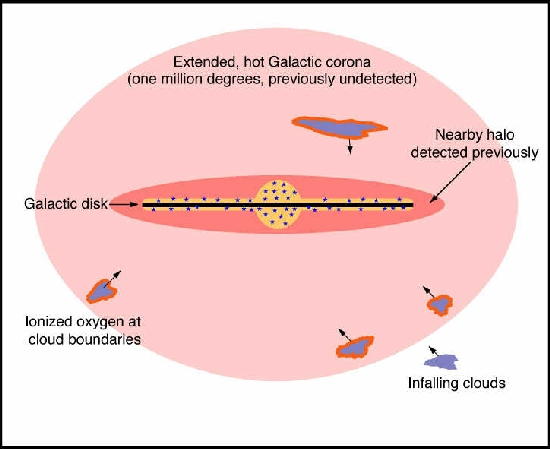 Extended, hot Galactic corona
(one million degrees, previously undetected)
Nearby halo
detected previously
Galactic disk
Ionized oxygen at
cloud boundaries
Infalling clouds